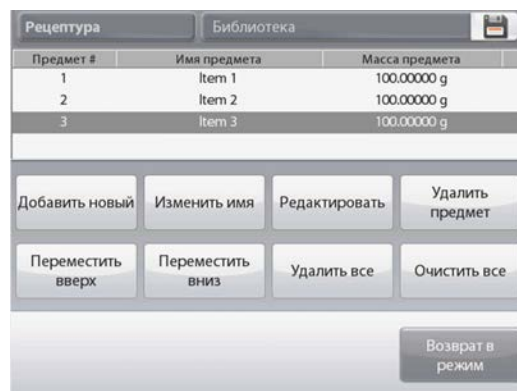 Рецептура Библиотека
Предмет # Имя предмета Масса предмета
1 Item 1 100.00000 g
2 Item 2 100.00000 g
3 Item 3 100.00000 g
Добавить новый Изменить имя Редактировать Удалить предмет
Переместить вверх Переместить вниз Удалить все Очистить все
Возврат в режим